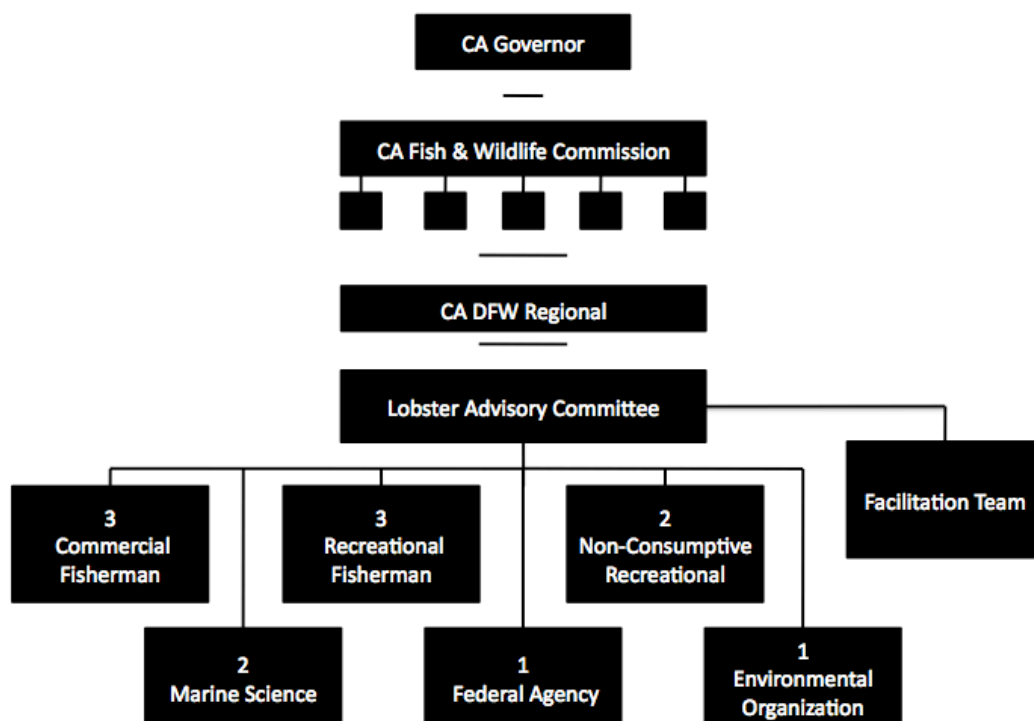 CA Governor
CA Fish & Wildlife Commission
CA DFW Regional
Lobster Advisory Committee
Facilitation Team
3
Commercial
Fisherman
3
Recreational
Fisherman
2
Non-Consumptive
Recreational
2
Marine Science
1
Federal Agency
1
Environmental
Organization